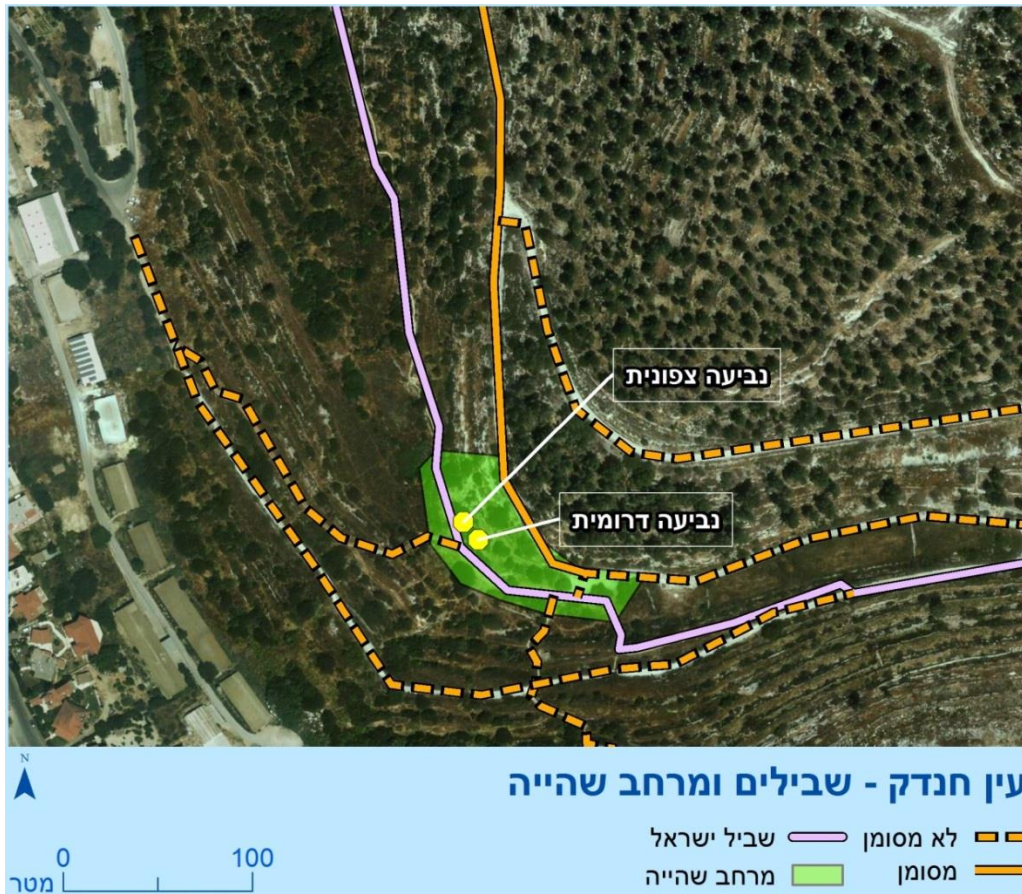 נביעה צפונית
נביעה דרומית
עין חנדק - שבילים ומרחב שהייה
N
לא מסומן
שביל ישראל
מסומן
מרחב שהייה
0 100
מטר